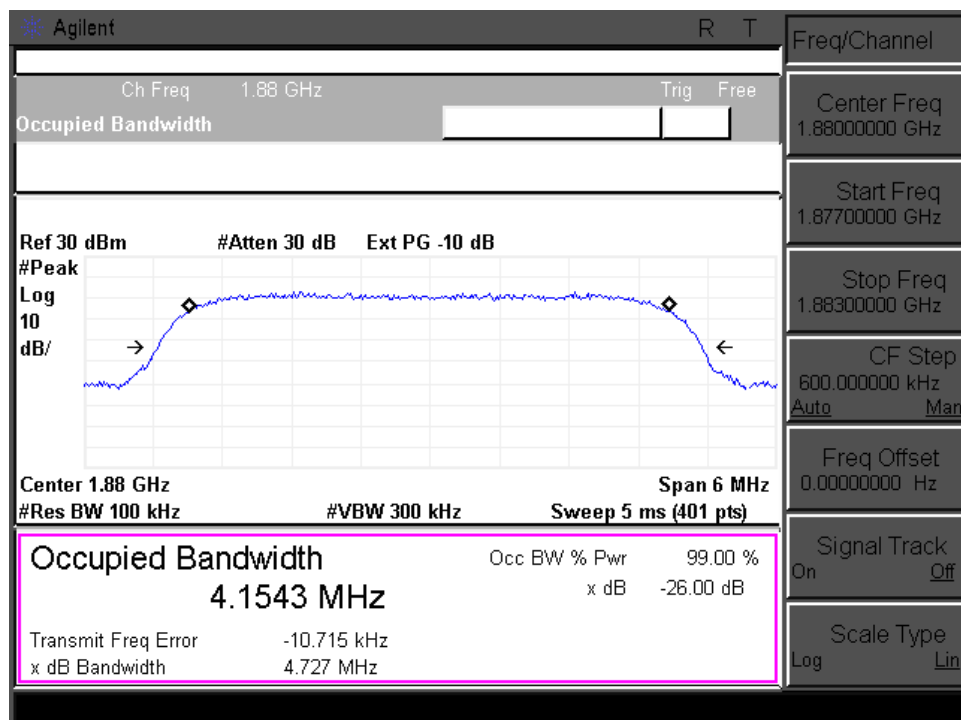 Agilent R T
Freq/Channel
Ch Freq 1.88 GHz Trig Free
Occupied Bandwidth
Center Freq
1.88000000 GHz
Start Freq
1.87700000 GHz
Ref 30 dBm #Atten 30 dB Ext PG -10 dB
#Peak
Log
10
dB/
Stop Freq
1.88300000 GHz
CF Step
600.000000 kHz
Auto Man
Freq Offset
0.00000000 Hz
Center 1.88 GHz Span 6 MHz
#Res BW 100 kHz #VBW 300 kHz Sweep 5 ms (401 pts)
Occupied Bandwidth Occ BW % Pwr 99.00 %
4.1543 MHz x dB -26.00 dB
Transmit Freq Error -10.715 kHz
x dB Bandwidth 4.727 MHz
Signal Track
On Off
Scale Type
Log Lin